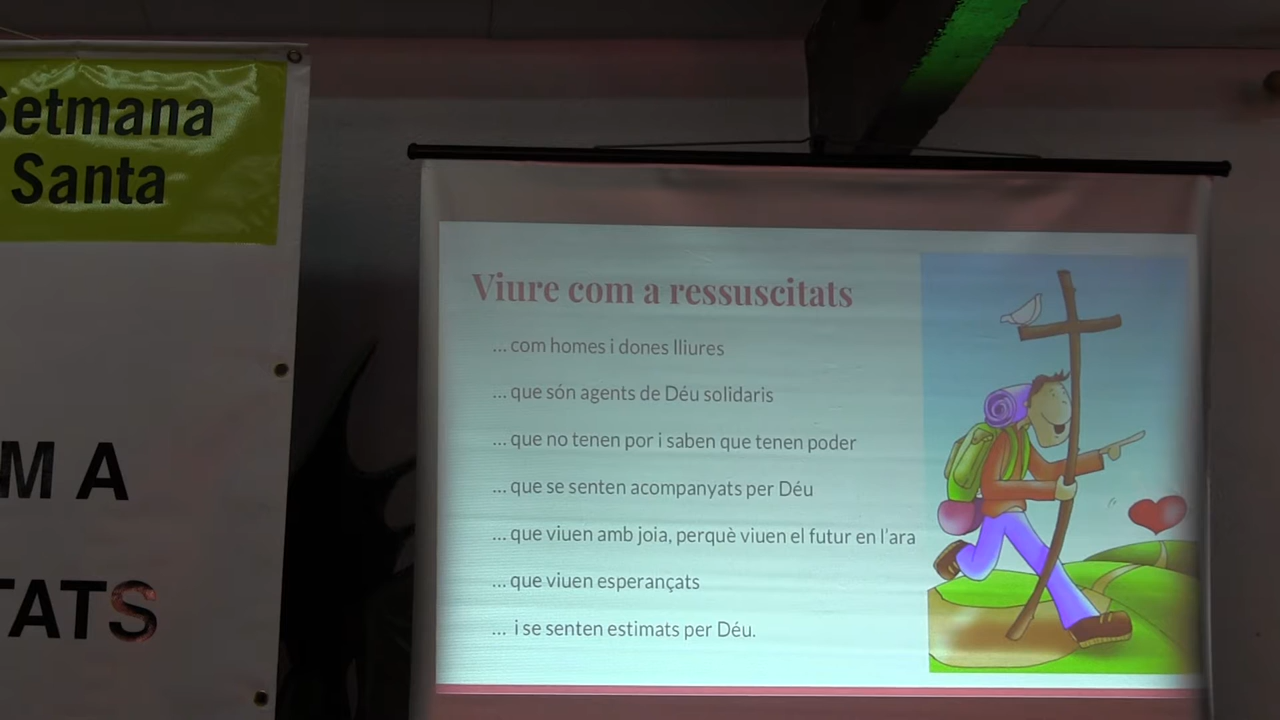 Setmana
Santa
M A
TATS
Viure com a ressuscitats
... com homes i dones lliures
... que són agents de Déu solidaris
... que no tenen por i saben que tenen poder
... que se senten acompanyats per Déu
... que viuen amb joia, perquè viuen el futur en l'ara
... que viuen esperançats
... i se senten estimats per Déu.